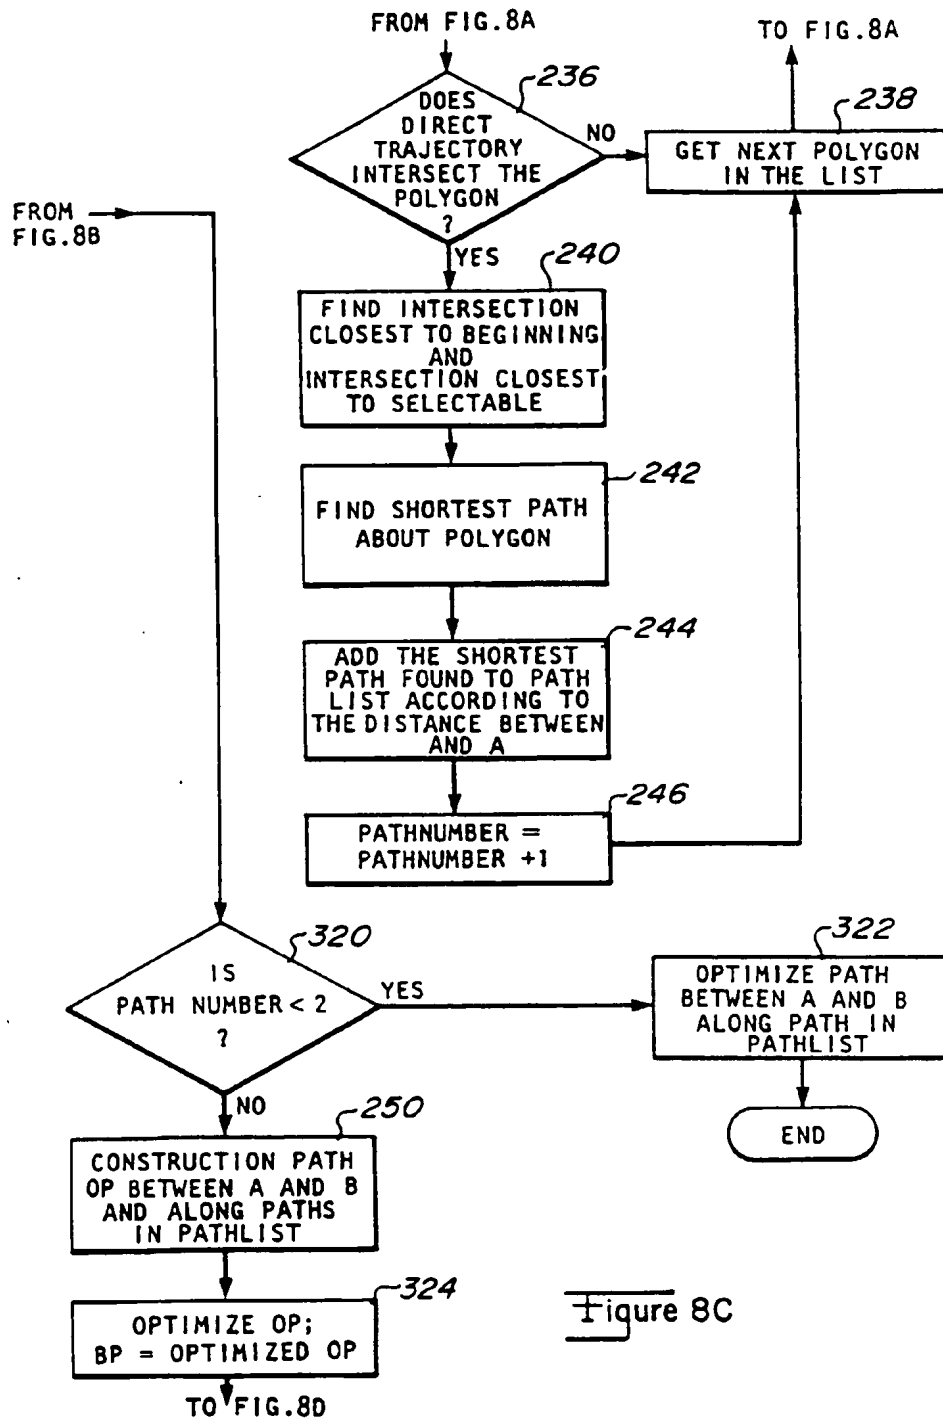 FROM FIG.8A
TO FIG.8A
236
DOES
DIRECT
TRAJECTORY
INTERSECT THE
POLYGON
?
NO
238
GET NEXT POLYGON
IN THE LIST
FROM
FIG.8B
YES
240
FIND INTERSECTION
CLOSEST TO BEGINNING
AND
INTERSECTION CLOSEST
TO SELECTABLE
242
FIND SHORTEST PATH
ABOUT POLYGON
244
ADD THE SHORTEST
PATH FOUND TO PATH
LIST ACCORDING TO
THE DISTANCE BETWEEN
AND A
246
PATHNUMBER =
PATHNUMBER +1
320
IS
PATH NUMBER < 2
?
YES
322
OPTIMIZE PATH
BETWEEN A AND B
ALONG PATH IN
PATHLIST
END
NO
250
CONSTRUCTION PATH
OP BETWEEN A AND B
AND ALONG PATHS
IN PATHLIST
324
OPTIMIZE OP;
BP = OPTIMIZED OP
TO FIG.8D
Figure 8C